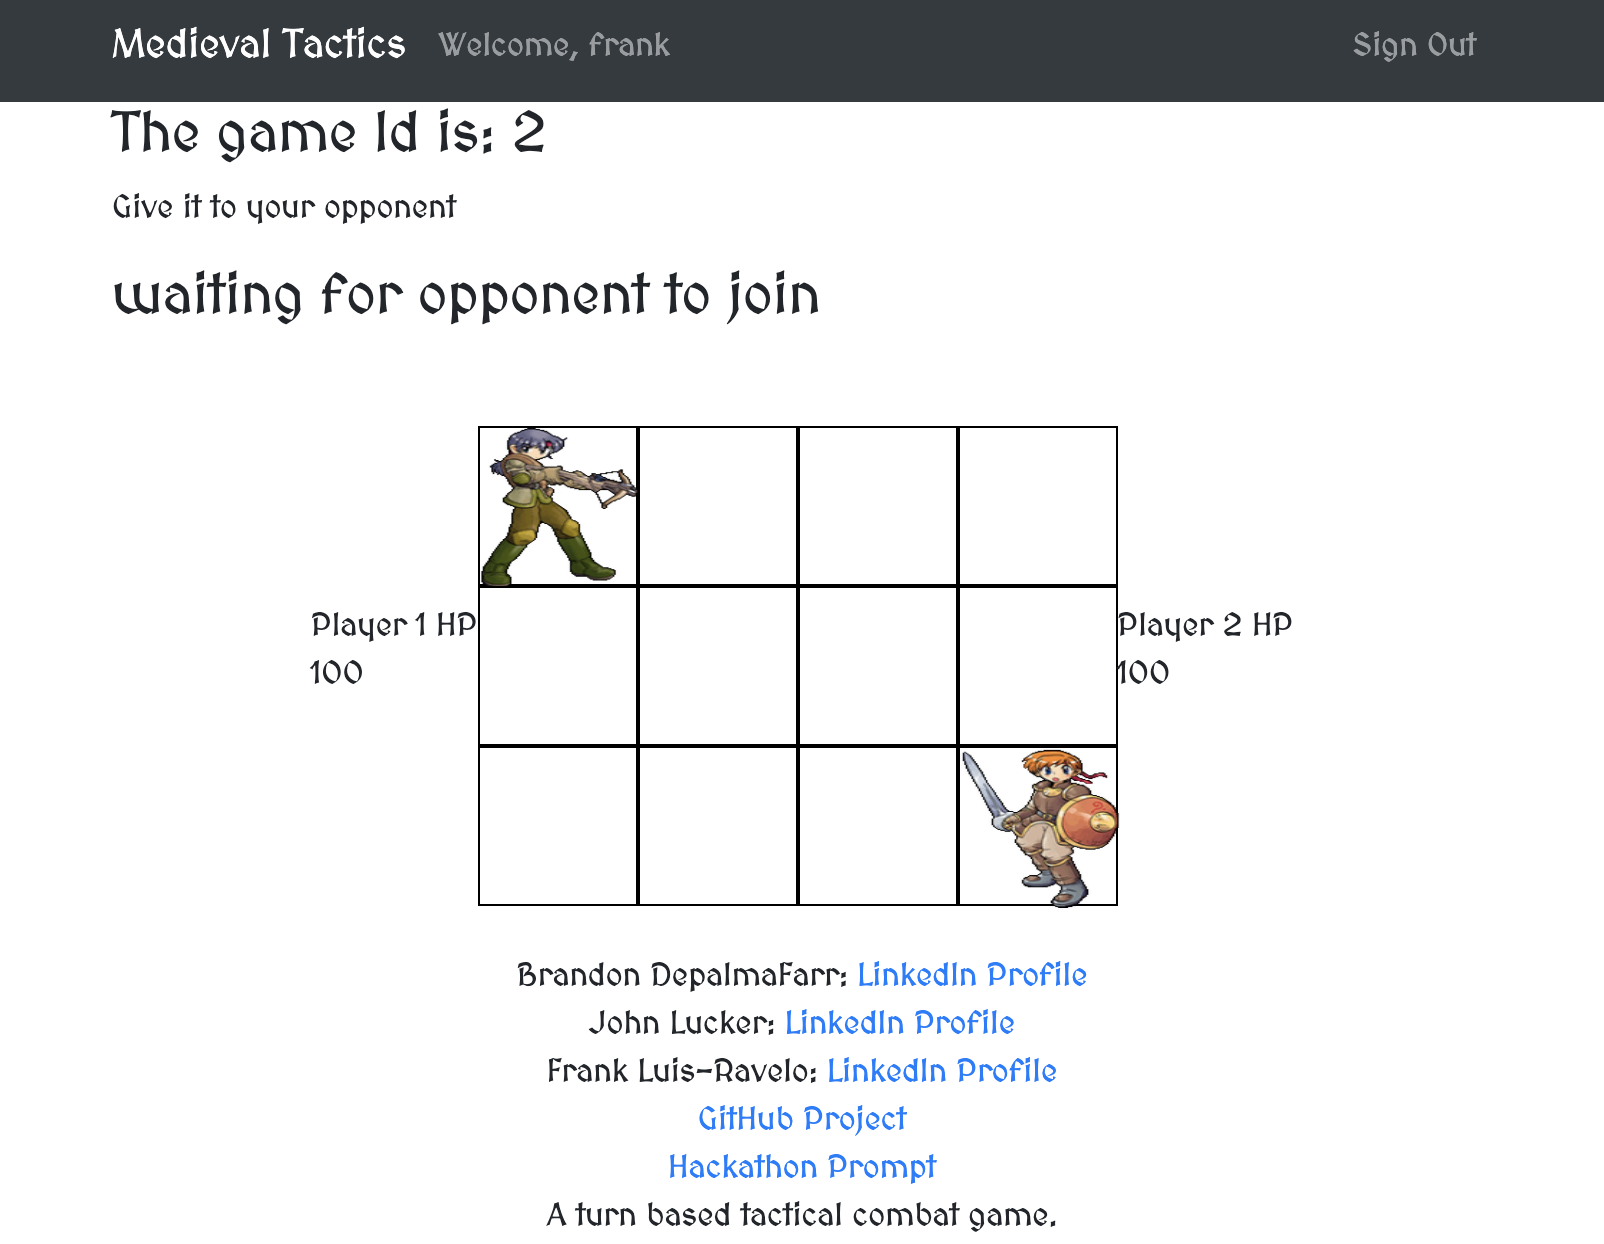 Medieval Tactics Welcome, frank Sign Out
The game Id is: 2
Give it to your opponent
waiting for opponent to join
Player 1 HP
100
Player 2 HP
100
Brandon DepalmaFarr: LinkedIn Profile
John Lucker: LinkedIn Profile
Frank Luis-Ravelo: LinkedIn Profile
GitHub Project
Hackathon Prompt
A turn based tactical combat game.